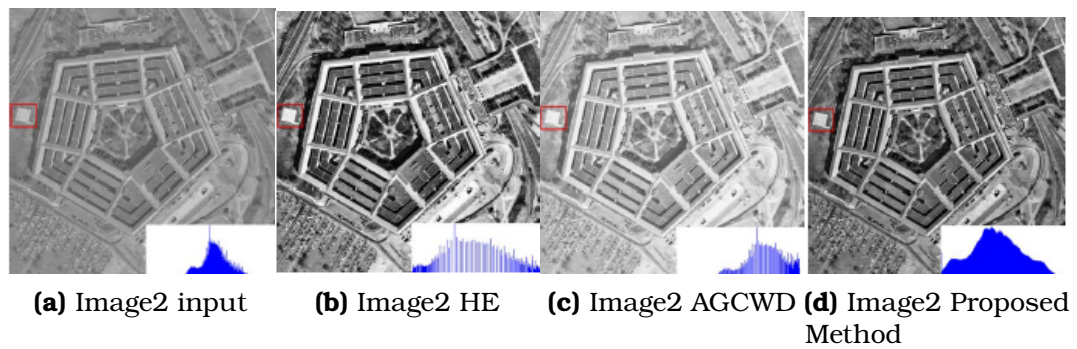 (a) Image2 input
(b) Image2 HE
(c) Image2 AGCWD
(d) Image2 Proposed
Method